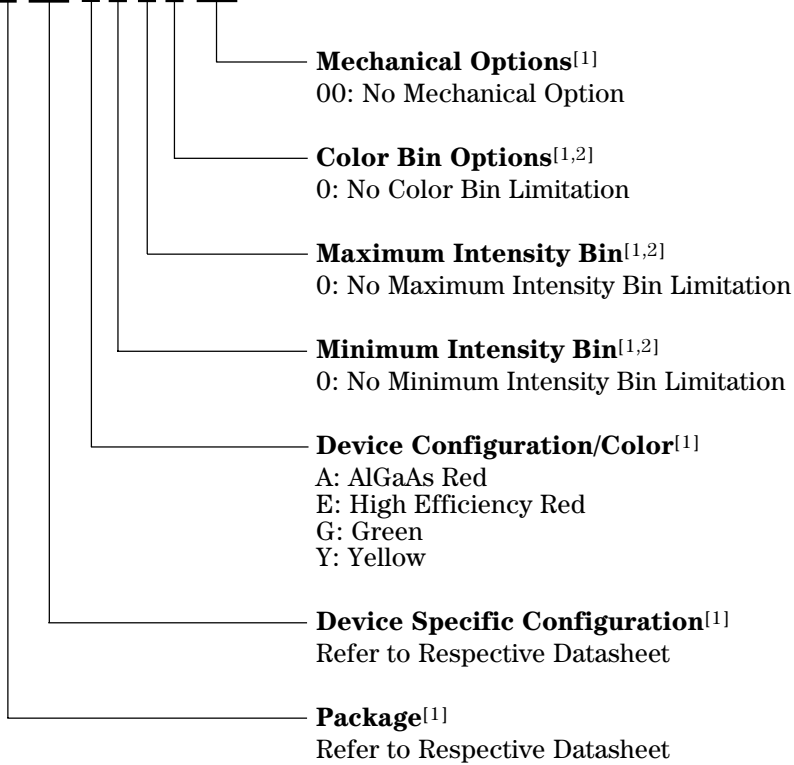 Mechanical Options[1]
00: No Mechanical Option
Color Bin Options[1,2]
0: No Color Bin Limitation
Maximum Intensity Bin[1,2]
0: No Maximum Intensity Bin Limitation
Minimum Intensity Bin[1,2]
0: No Minimum Intensity Bin Limitation
Device Configuration/Color[1]
A: AlGaAs Red
E: High Efficiency Red
G: Green
Y: Yellow
Device Specific Configuration[1]
Refer to Respective Datasheet
Package[1]
Refer to Respective Datasheet